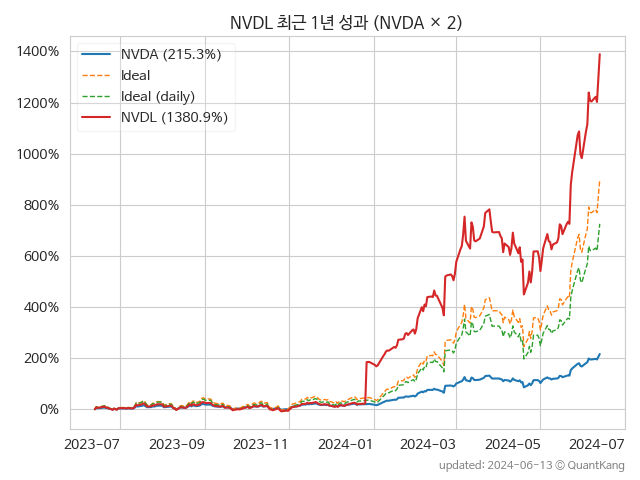 NVDL 최근 1년 성과 (NVDA × 2)
NVDA (215.3%)
Ideal
Ideal (daily)
NVDL (1380.9%)
1400%
1200%
1000%
800%
600%
400%
200%
0%
2023-07 2023-09 2023-11 2024-01 2024-03 2024-05 2024-07
updated: 2024-06-13 © QuantKang